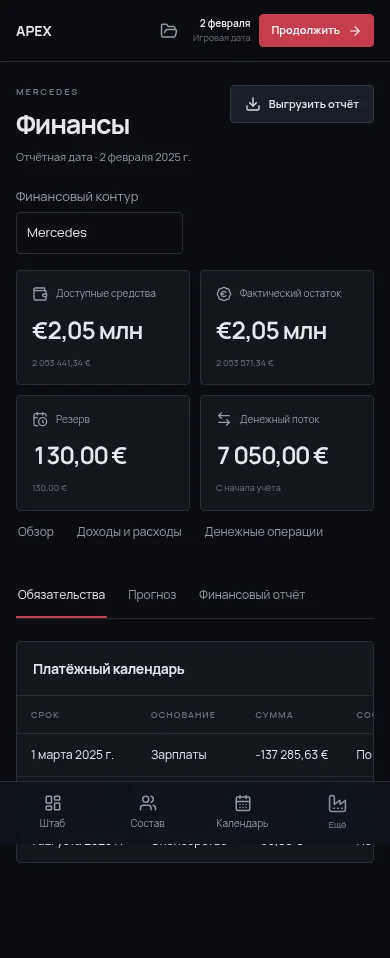 APEX
2 февраля
Игровая дата
Продолжить
MERCEDES
Финансы
Выгрузить отчёт
Отчётная дата · 2 февраля 2025 г.
Финансовый контур
Mercedes
Доступные средства
€2,05 млн
2 053 441,34 €
Фактический остаток
€2,05 млн
2 053 571,34 €
Резерв
130,00 €
130,00 €
Денежный поток
7 050,00 €
С начала учёта
Обзор Доходы и расходы Денежные операции
Обязательства Прогноз Финансовый отчёт
Платёжный календарь
СРОК ОСНОВАНИЕ СУММА
1 марта 2025 г. Зарплаты -137 285,63 € По
Штаб Состав Календарь Ещё